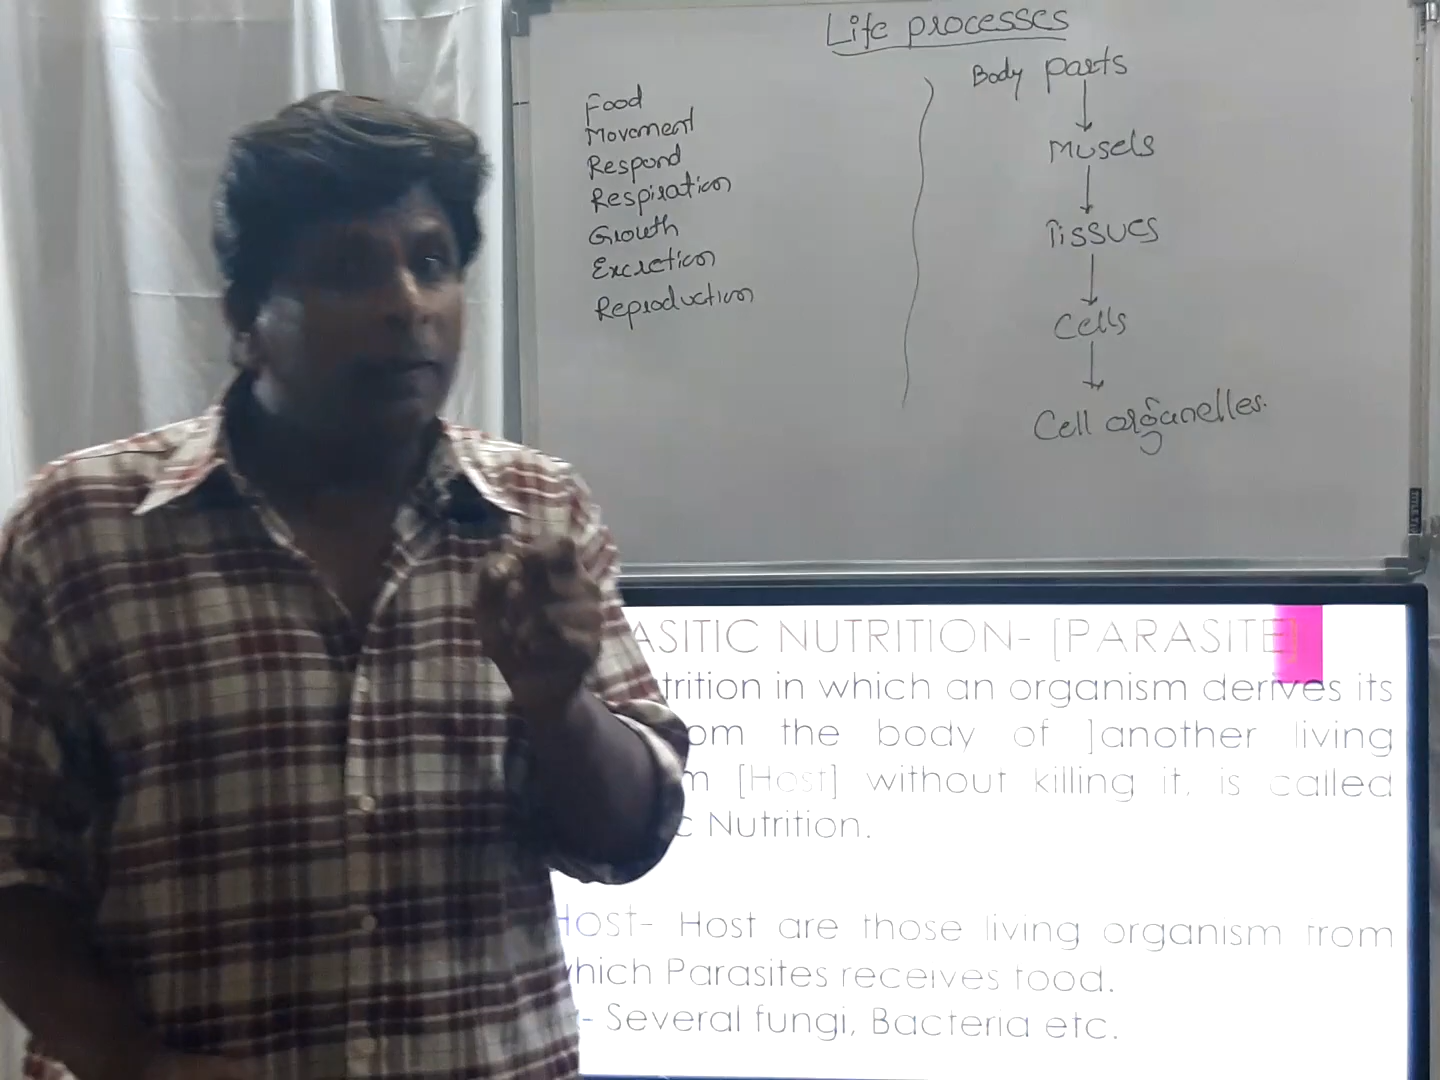 Life processes
Food
Movement
Respond
Respiration
Growth
Excretion
Reproduction
Body parts
Musels
Tissues
Cells
Cell organelles.
ASITIC NUTRITION- [PARASITE]
trition in which an organism derives its
om the body of ]another living
m [Host] without killing it, is called
c Nutrition.
Host- Host are those living organism from
which Parasites receives food.
- Several fungi, Bacteria etc.